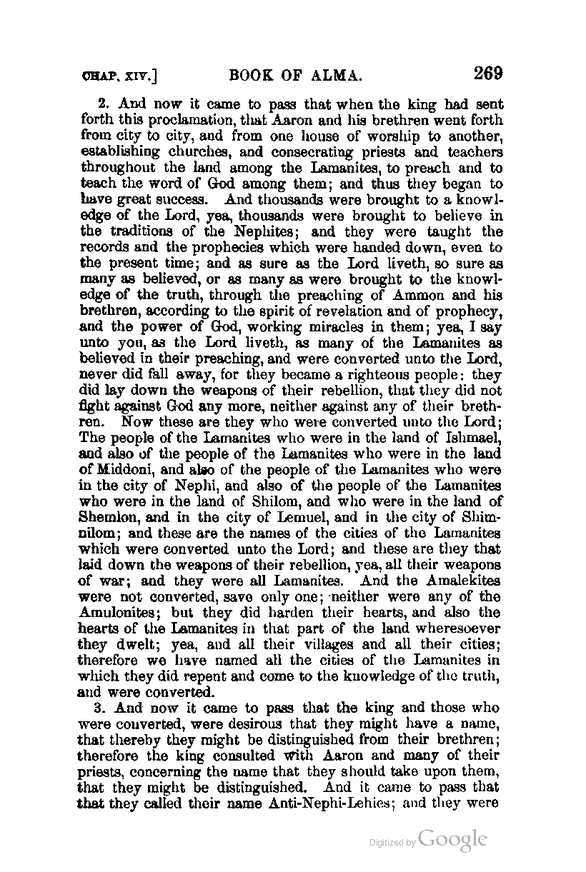 CHAP. XIV.] BOOK OF ALMA. 269
2. And now it came to pass that when the king had sent
forth this proclamation, that Aaron and his brethren went forth
from city to city, and from one house of worship to another,
establishing churches, and consecrating priests and teachers
throughout the land among the Lamanites, to preach and to
teach the word of God among them; and thus they began to
have great success. And thousands were brought to a knowl-
edge of the Lord, yea, thousands were brought to believe in
the traditions of the Nephites; and they were taught the
records and the prophecies which were handed down, even to
the present time; and as sure as the Lord liveth, so sure as
many as believed, or as many as were brought to the knowl-
edge of the truth, through the preaching of Ammon and his
brethren, according to the spirit of revelation and of prophecy,
and the power of God, working miracles in them; yea, I say
unto you, as the Lord liveth, as many of the Lamanites as
believed in their preaching, and were converted unto the Lord,
never did fall away, for they became a righteous people; they
did lay down the weapons of their rebellion, that they did not
fight against God any more, neither against any of their breth-
ren. Now these are they who were converted unto the Lord;
The people of the Lamanites who were in the land of Ishmael,
and also of the people of the Lamanites who were in the land
of Middoni, and also of the people of the Lamanites who were
in the city of Nephi, and also of the people of the Lamanites
who were in the land of Shilom, and who were in the land of
Shemlon, and in the city of Lemuel, and in the city of Shim-
nilom; and these are the names of the cities of the Lamanites
which were converted unto the Lord; and these are they that
laid down the weapons of their rebellion, yea, all their weapons
of war; and they were all Lamanites. And the Amalekites
were not converted, save only one; neither were any of the
Amulonites; but they did harden their hearts, and also the
hearts of the Lamanites in that part of the land wheresoever
they dwelt; yea, and all their villages and all their cities;
therefore we have named all the cities of the Lamanites in
which they did repent and come to the knowledge of the truth,
and were converted.
3. And now it came to pass that the king and those who
were converted, were desirous that they might have a name,
that thereby they might be distinguished from their brethren;
therefore the king consulted with Aaron and many of their
priests, concerning the name that they should take upon them,
that they might be distinguished. And it came to pass that
that they called their name Anti-Nephi-Lehies; and they were
Digitized by Google